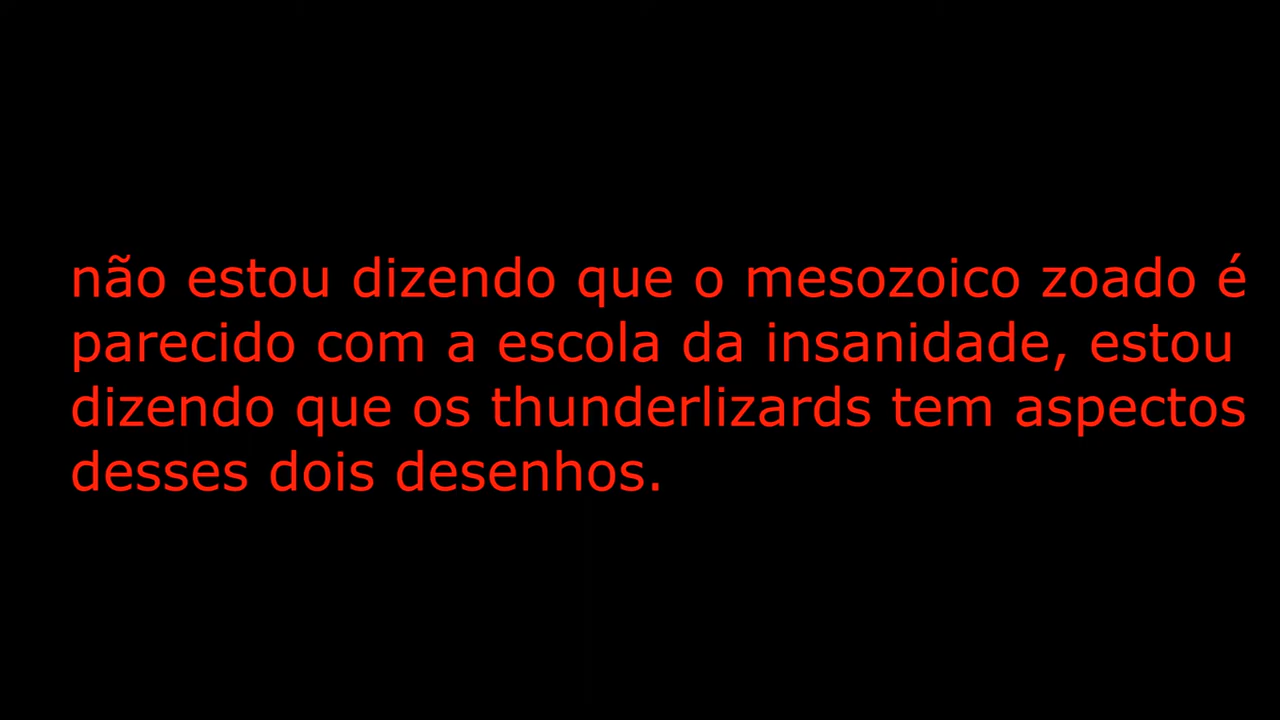 não estou dizendo que o mesozoico zoado é
parecido com a escola da insanidade, estou
dizendo que os thunderlizards tem aspectos
desses dois desenhos.